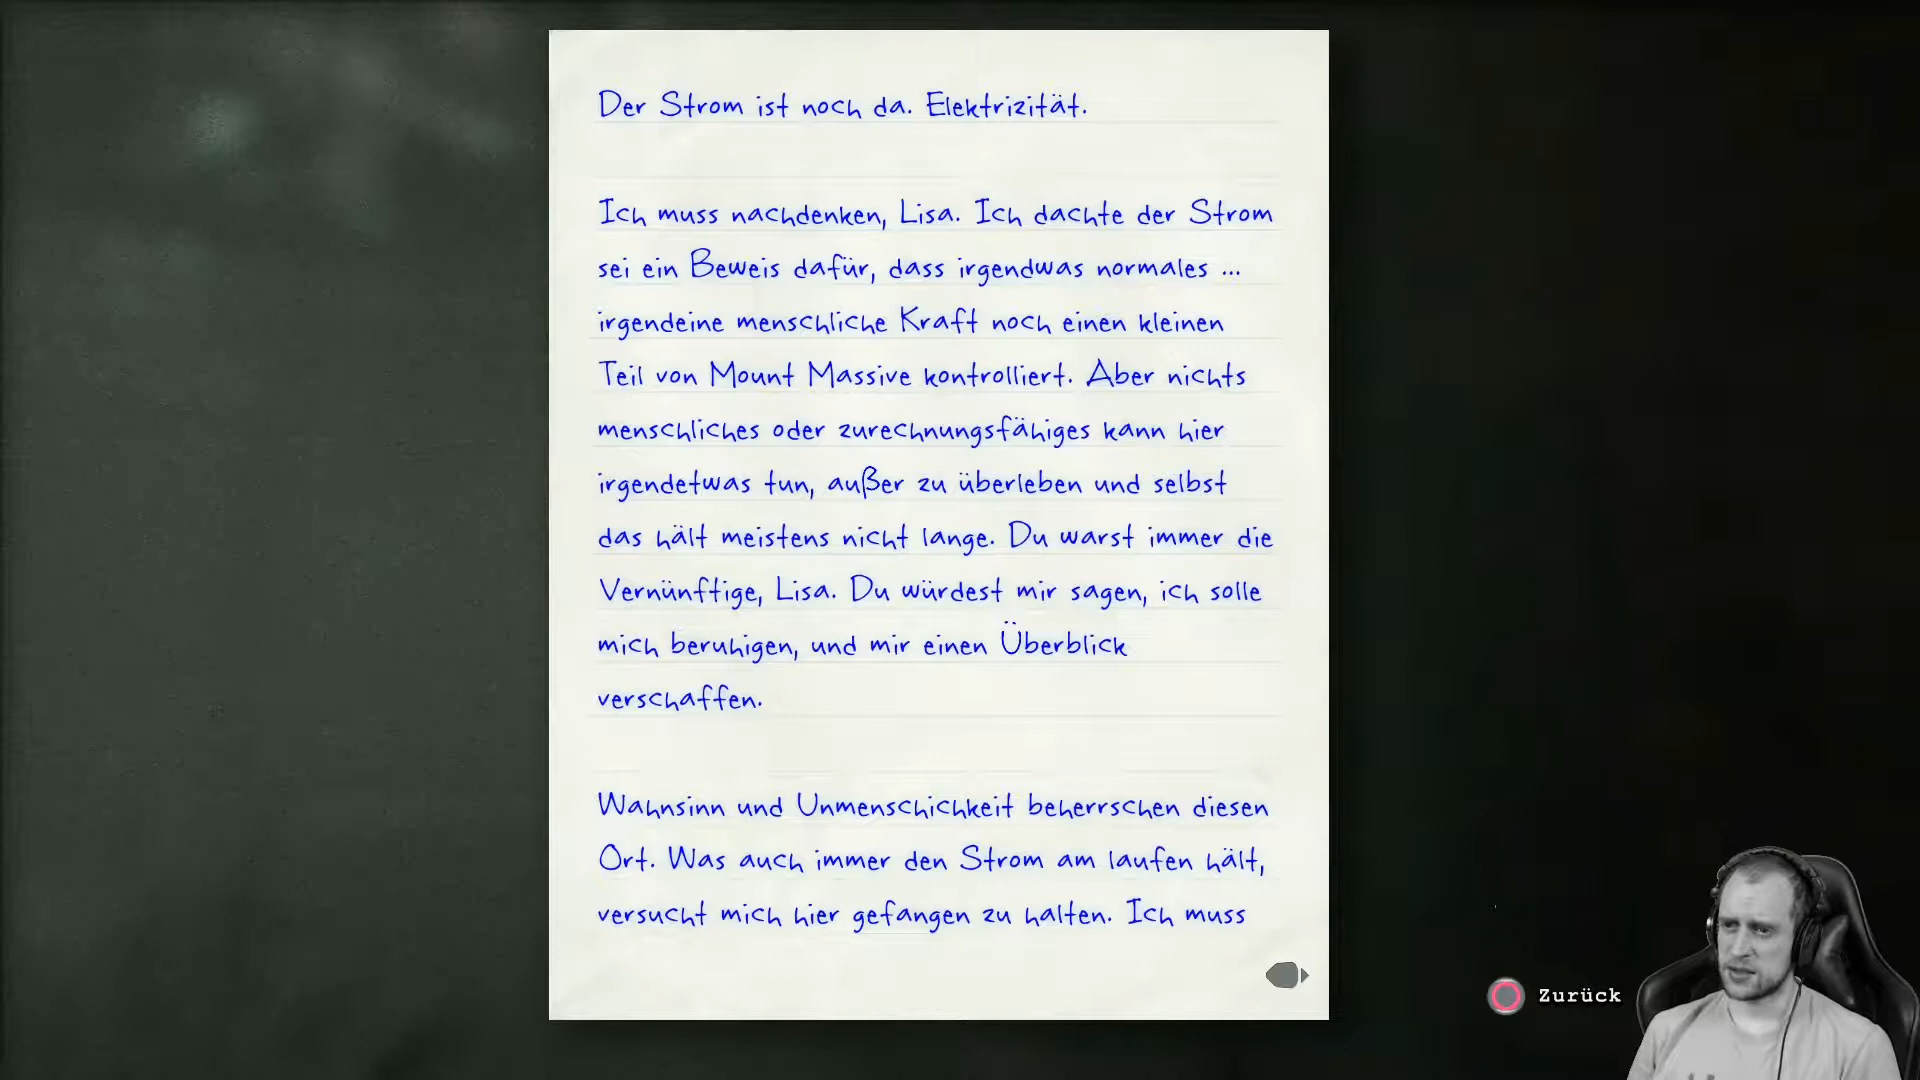 Der Strom ist noch da. Elektrizität.
Ich muss nachdenken, Lisa. Ich dachte der Strom
sei ein Beweis dafür, dass irgendwas normales ...
irgendeine menschliche Kraft noch einen kleinen
Teil von Mount Massive kontrolliert. Aber nichts
menschliches oder zurechnungsfähiges kann hier
irgendetwas tun, außer zu überleben und selbst
das hält meistens nicht lange. Du warst immer die
Vernünftige, Lisa. Du würdest mir sagen, ich solle
mich beruhigen, und mir einen Überblick
verschaffen.
Wahnsinn und Unmenschichkeit beherrschen diesen
Ort. Was auch immer den Strom am laufen hält,
versucht mich hier gefangen zu halten. Ich muss
Zurück